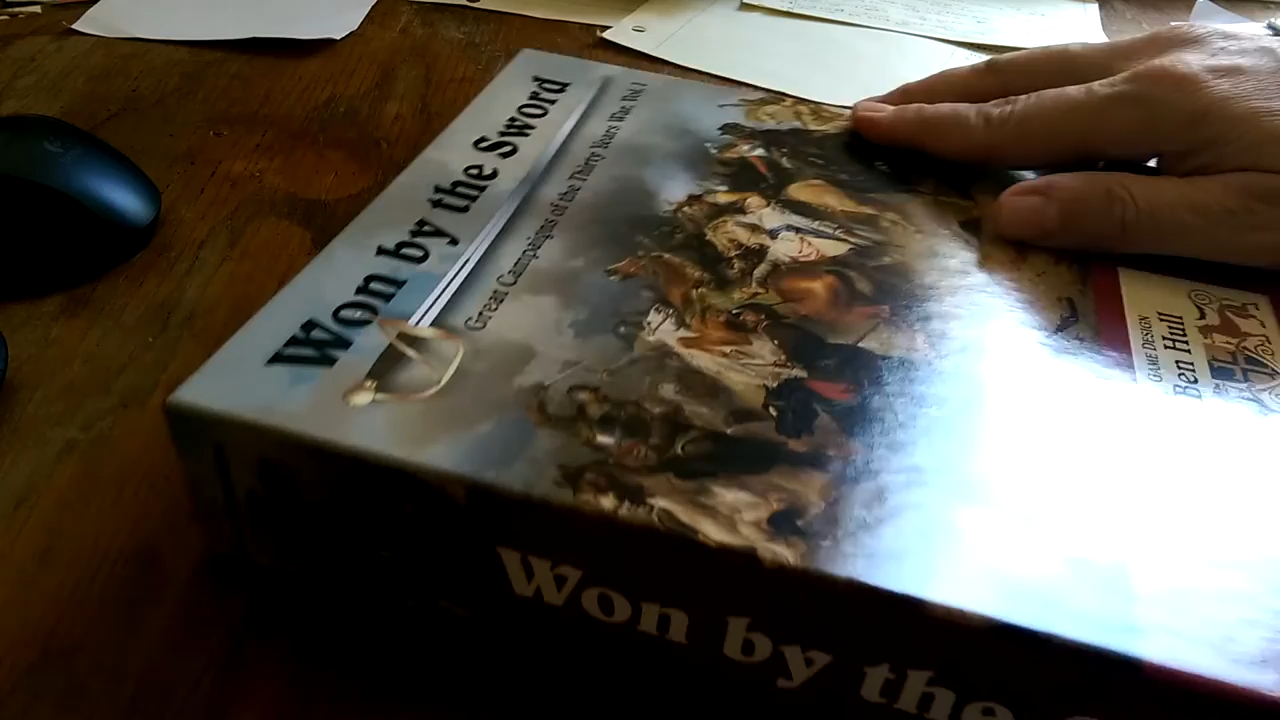 Won by the Sword
Great Campaigns of the Thirty Years War, Vol. 1
GAME DESIGN
Ben Hull
Won by the